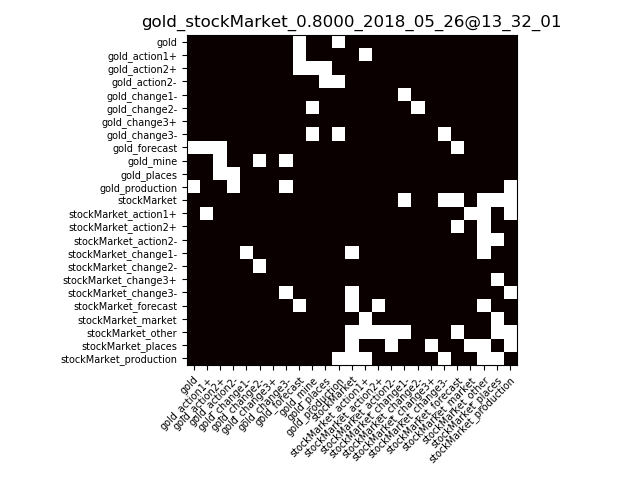 gold_stockMarket_0.8000_2018_05_26@13_32_01
gold
gold_action1+
gold_action2+
gold_action2-
gold_change1-
gold_change2-
gold_change3+
gold_change3-
gold_forecast
gold_mine
gold_places
gold_production
stockMarket
stockMarket_action1+
stockMarket_action2+
stockMarket_action2-
stockMarket_change1-
stockMarket_change2-
stockMarket_change3+
stockMarket_change3-
stockMarket_forecast
stockMarket_market
stockMarket_other
stockMarket_places
stockMarket_production
gold
gold_action1+
gold_action2+
gold_action2-
gold_change1-
gold_change2-
gold_change3+
gold_change3-
gold_forecast
gold_mine
gold_places
gold_production
stockMarket
stockMarket_action1+
stockMarket_action2+
stockMarket_action2-
stockMarket_change1-
stockMarket_change2-
stockMarket_change3+
stockMarket_change3-
stockMarket_forecast
stockMarket_market
stockMarket_other
stockMarket_places
stockMarket_production